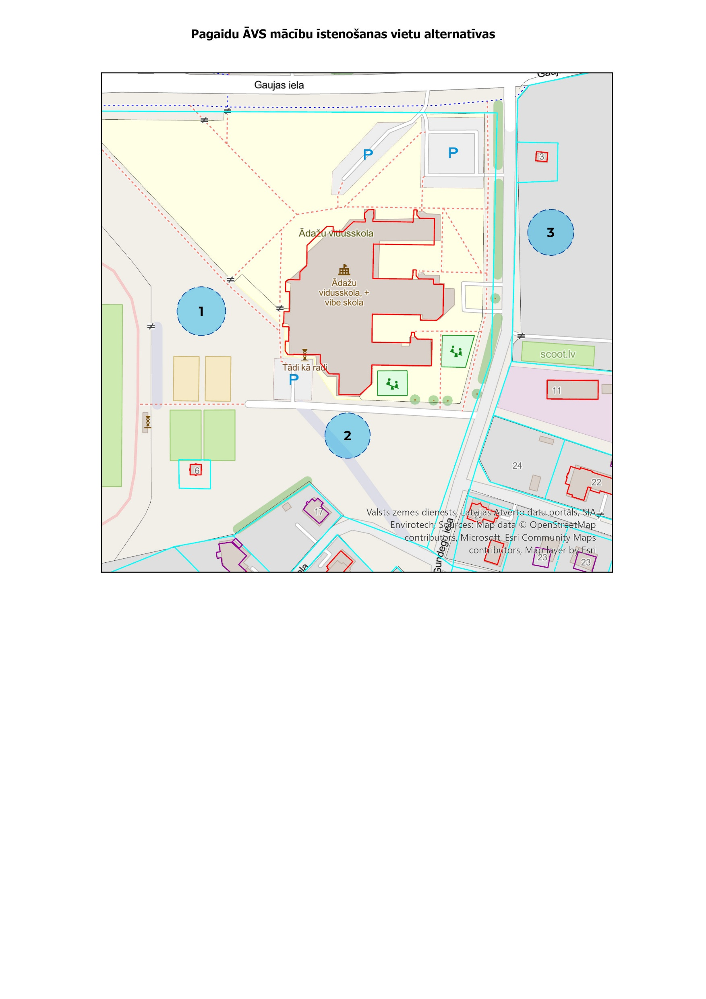 Pagaidu ĀVS mācību īstenošanas vietu alternatīvas
Gaujas iela
P
P
3
3
Ādažu vidusskola
Ādažu
vidusskola, +
vibe skola
1
Tādi kā radi
P
scoot.lv
11
2
24
6
22
17
Valsts zemes dienests, Latvijas Atvērto datu portāls, SIA
Envirotech; Sources: Map data © OpenStreetMap
contributors, Microsoft, Esri Community Maps
contributors, Map layer by Esri
23
23